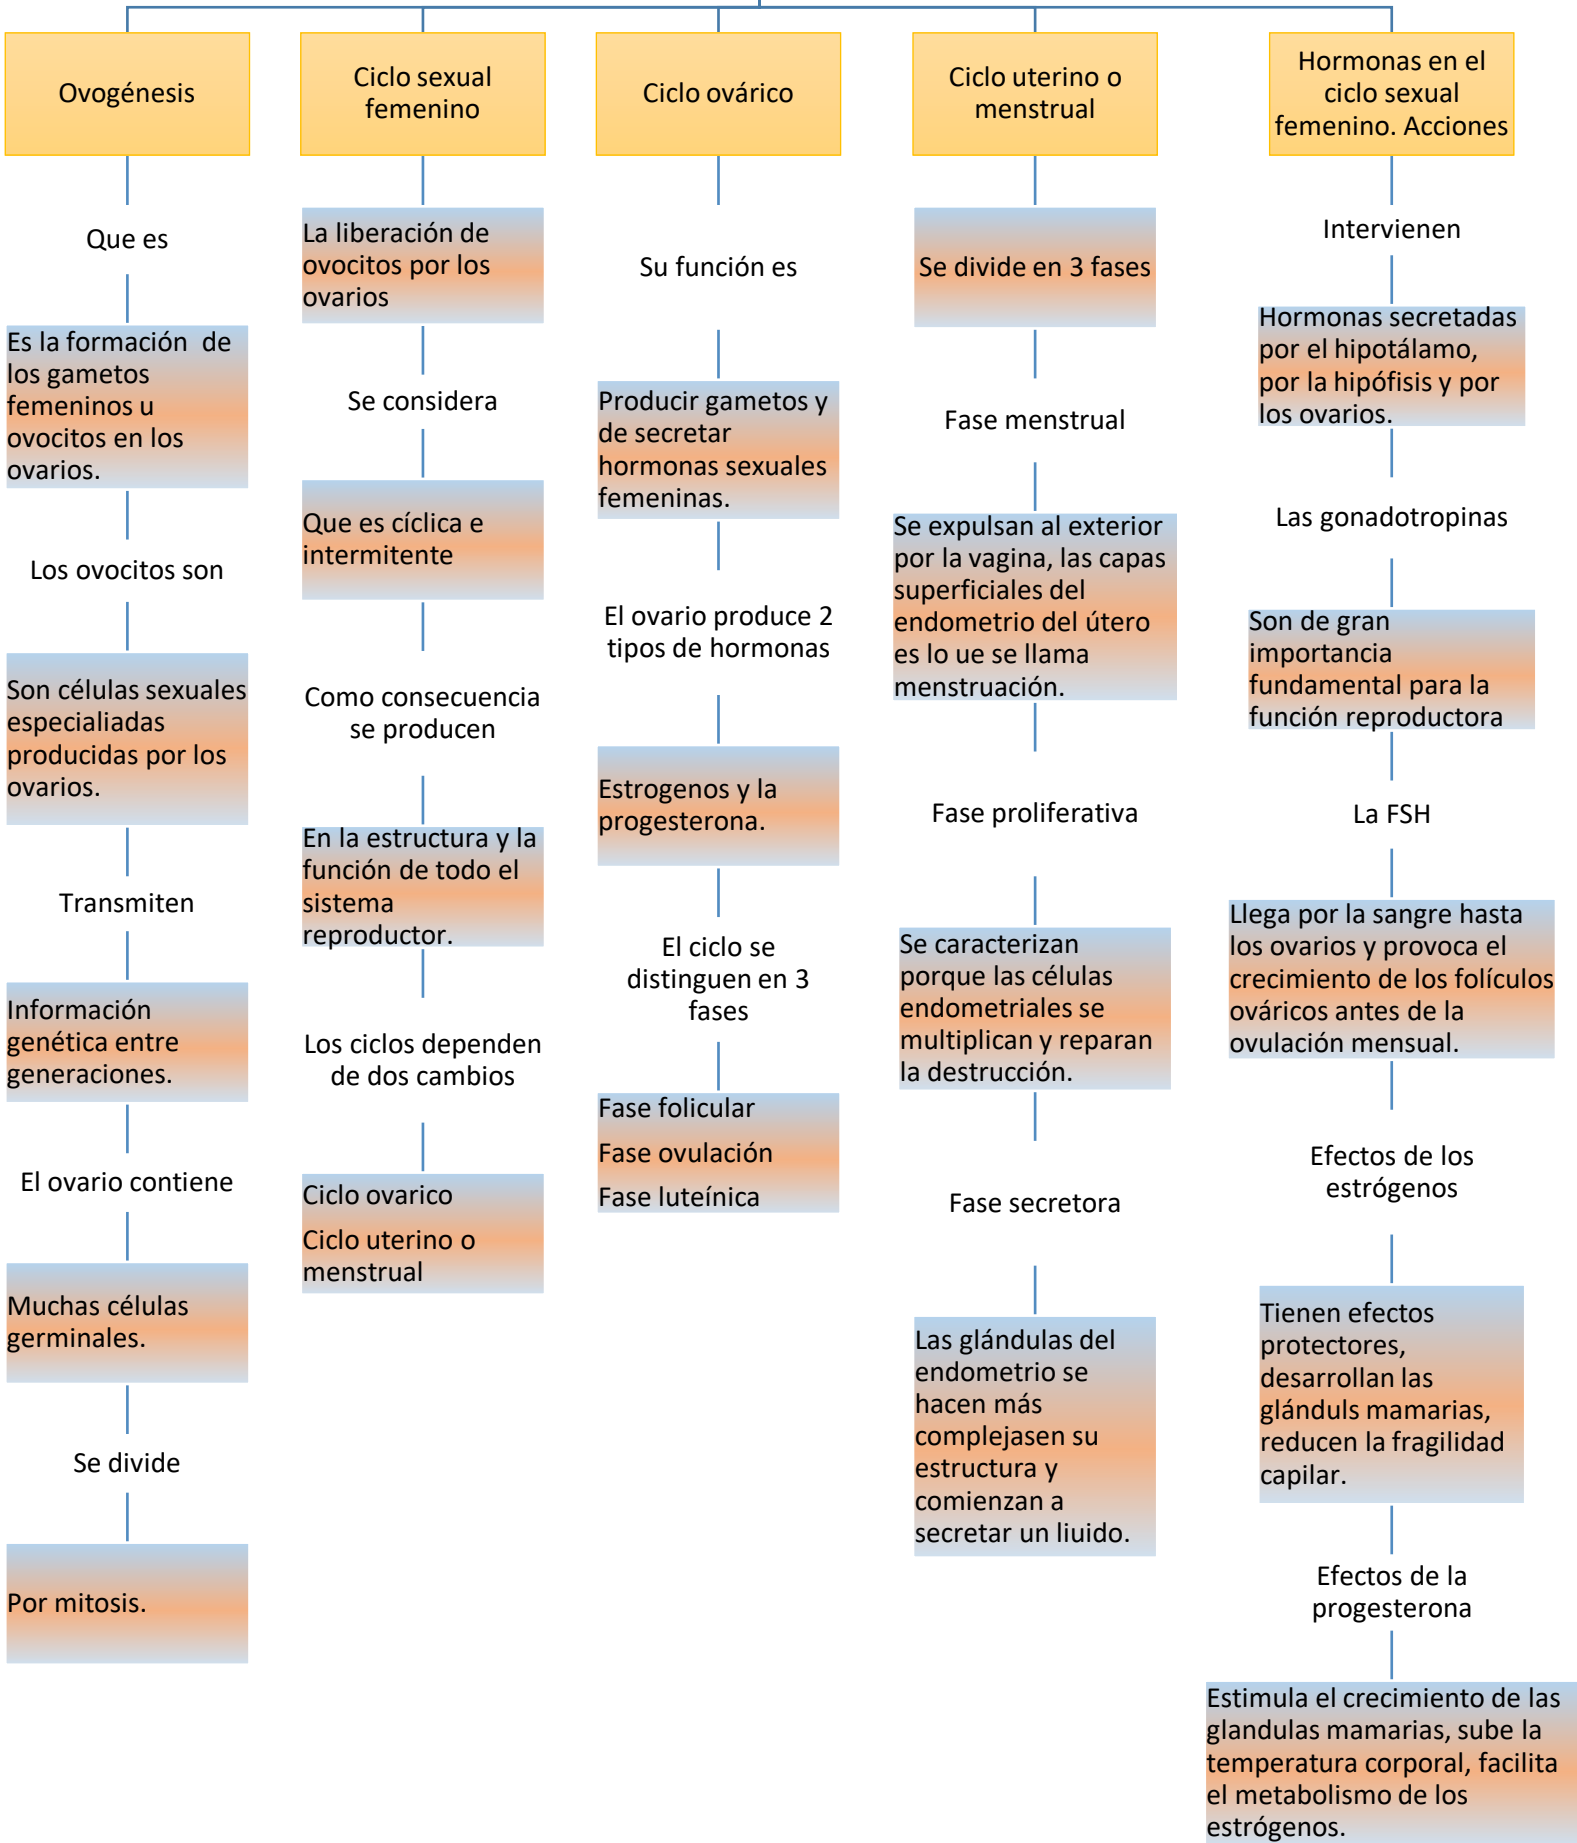 Ovogénesis
Que es
Es la formación  de
los gametos
femeninos u
ovocitos en los
ovarios.
Los ovocitos son
Son células sexuales
especialiadas
producidas por los
ovarios.
Transmiten
Información
genética entre
generaciones.
El ovario contiene
Muchas células
germinales.
Se divide
Por mitosis.
Ciclo sexual
femenino
La liberación de
ovocitos por los
ovarios
Se considera
Que es cíclica e
intermitente
Como consecuencia
se producen
En la estructura y la
función de todo el
sistema
reproductor.
Los ciclos dependen
de dos cambios
Ciclo ovarico
Ciclo uterino o
menstrual
Ciclo ovárico
Su función es
Producir gametos y
de secretar
hormonas sexuales
femeninas.
El ovario produce 2
tipos de hormonas
Estrogenos y la
progesterona.
El ciclo se
distinguen en 3
fases
Fase folicular
Fase ovulación
Fase luteínica
Ciclo uterino o
menstrual
Se divide en 3 fases
Fase menstrual
Se expulsan al exterior
por la vagina, las capas
superficiales del
endometrio del útero
es lo ue se llama
menstruación.
Fase proliferativa
Se caracterizan
porque las células
endometriales se
multiplican y reparan
la destrucción.
Fase secretora
Las glándulas del
endometrio se
hacen más
complejasen su
estructura y
comienzan a
secretar un liuido.
Hormonas en el
ciclo sexual
femenino. Acciones
Intervienen
Hormonas secretadas
por el hipotálamo,
por la hipófisis y por
los ovarios.
Las gonadotropinas
Son de gran
importancia
fundamental para la
función reproductora
La FSH
Llega por la sangre hasta
los ovarios y provoca el
crecimiento de los folículos
ováricos antes de la
ovulación mensual.
Efectos de los
estrógenos
Tienen efectos
protectores,
desarrollan las
glánduls mamarias,
reducen la fragilidad
capilar.
Efectos de la
progesterona
Estimula el crecimiento de las
glandulas mamarias, sube la
temperatura corporal, facilita
el metabolismo de los
estrógenos.